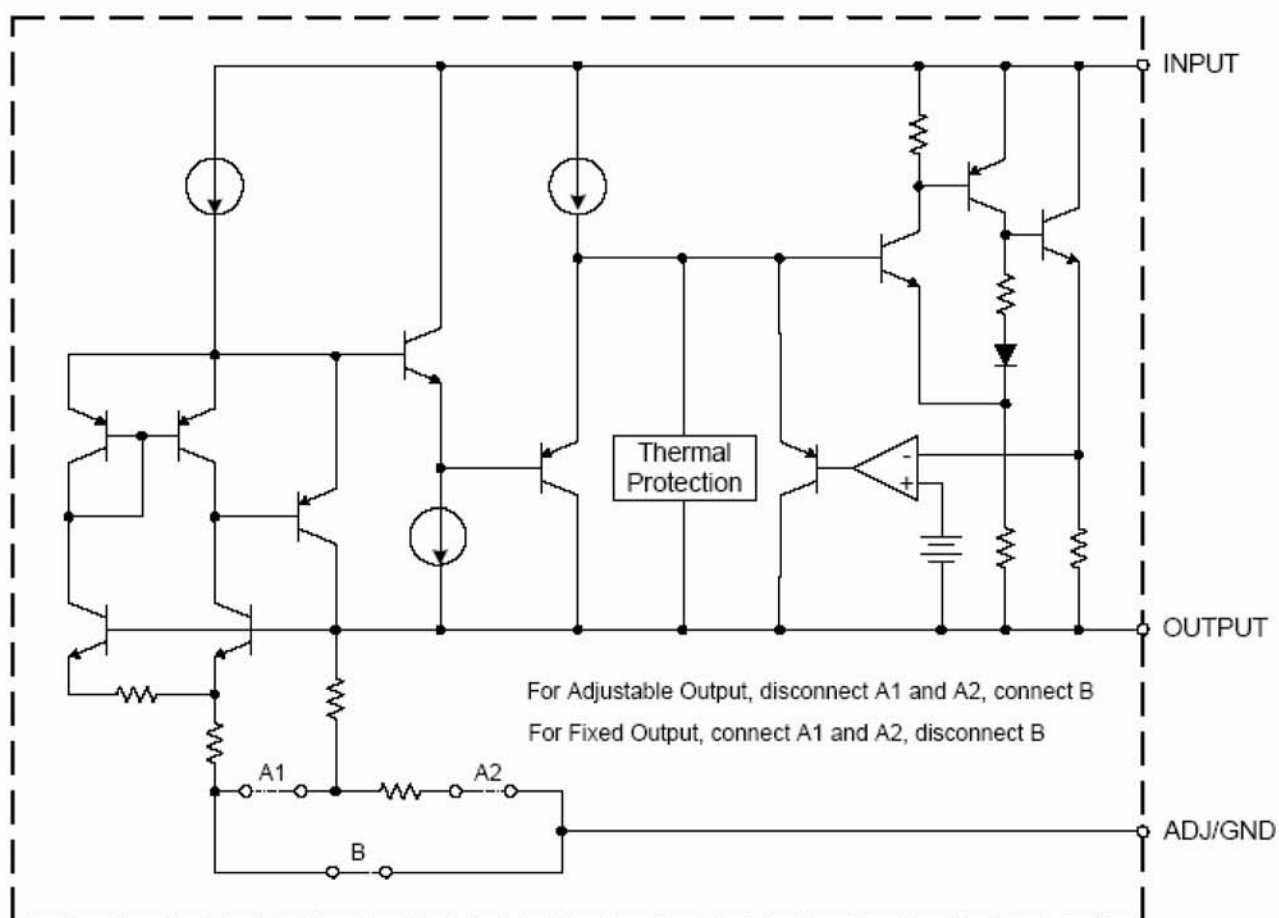 INPUT
Thermal
Protection
-
+
OUTPUT
For Adjustable Output, disconnect A1 and A2, connect B
For Fixed Output, connect A1 and A2, disconnect B
A1
A2
ADJ/GND
B